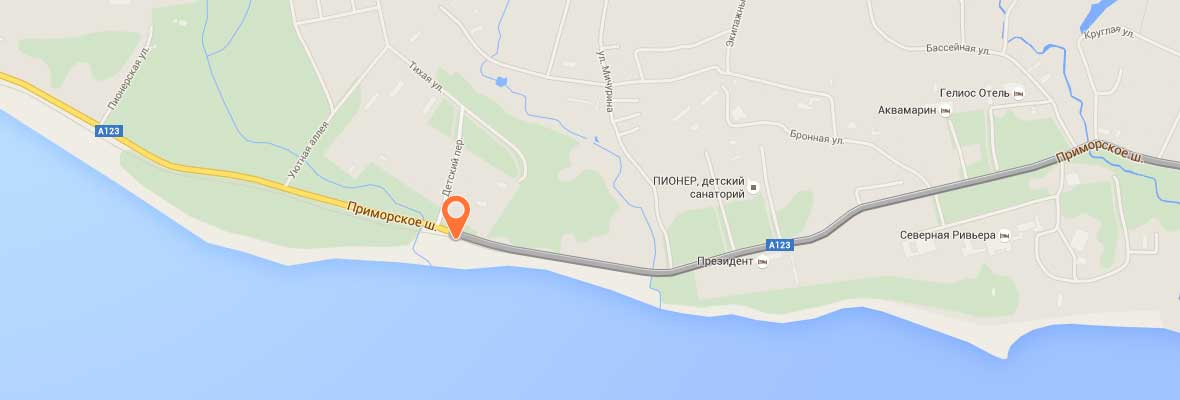 Экипажный
Круглая ул.
Бассейная ул.
Пионерская ул.
Тихая ул.
ул. Мичурина
Гелиос Отель
Аквамарин
A123
Уютная аллея
Детский пер.
Бронная ул.
Приморское ш.
ПИОНЕР, детский
санаторий
Приморское ш.
Северная Ривьера
A123
Президент